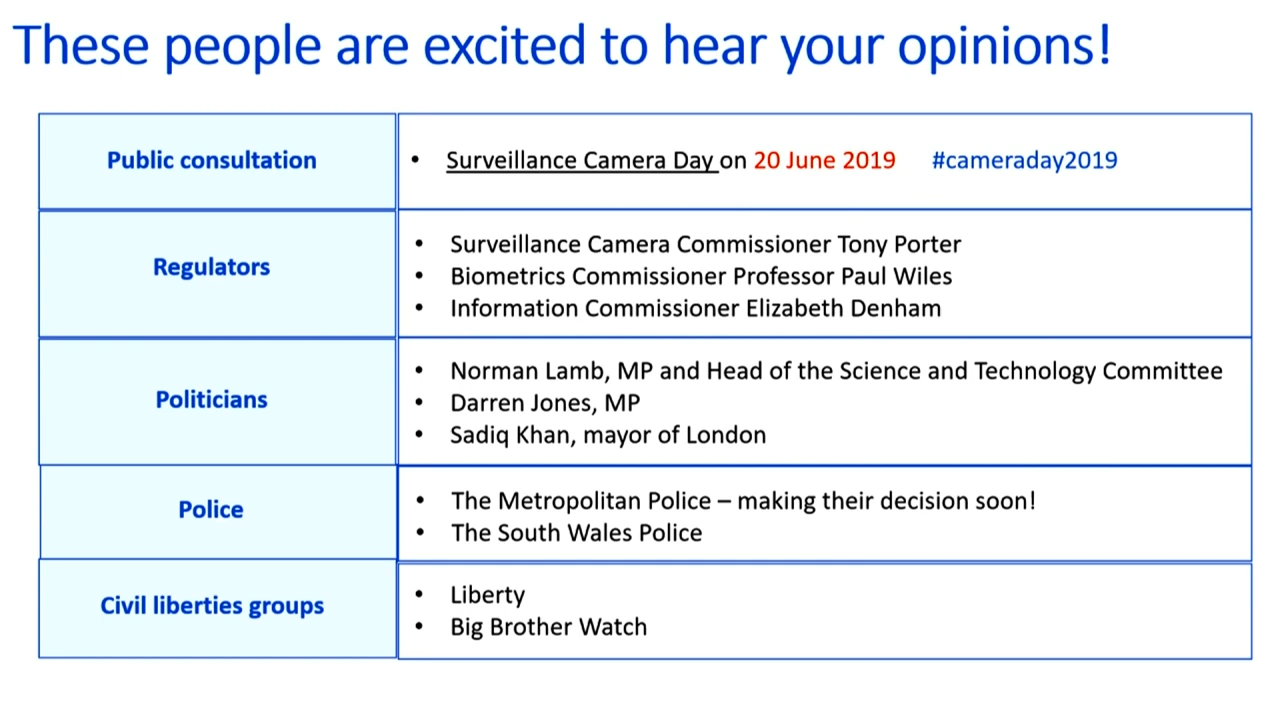 These people are excited to hear your opinions!
Public consultation
• Surveillance Camera Day on 20 June 2019 #cameraday2019
Regulators
• Surveillance Camera Commissioner Tony Porter
• Biometrics Commissioner Professor Paul Wiles
• Information Commissioner Elizabeth Denham
Politicians
• Norman Lamb, MP and Head of the Science and Technology Committee
• Darren Jones, MP
• Sadiq Khan, mayor of London
Police
• The Metropolitan Police – making their decision soon!
• The South Wales Police
Civil liberties groups
• Liberty
• Big Brother Watch